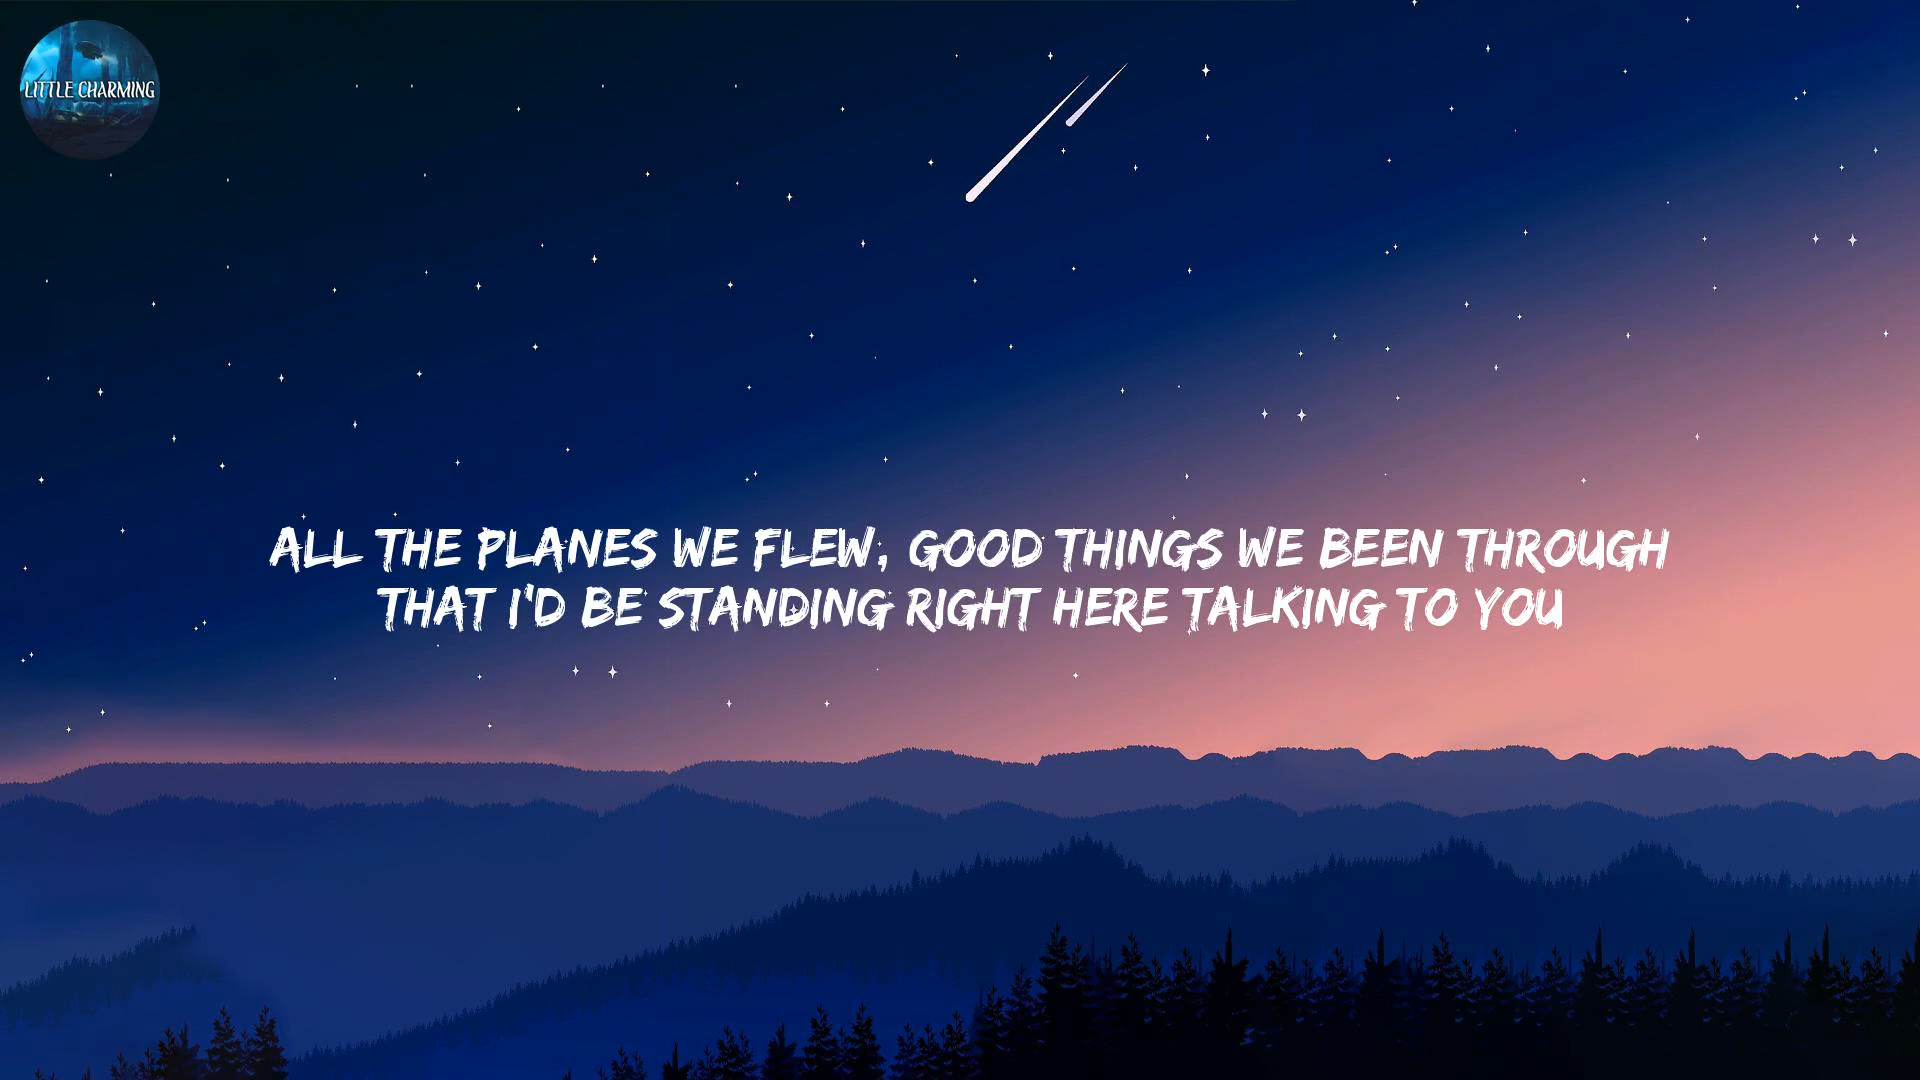 LITTLE CHARMING
ALL THE PLANES WE FLEW, GOOD THINGS WE BEEN THROUGH
THAT I'D BE STANDING RIGHT HERE TALKING TO YOU